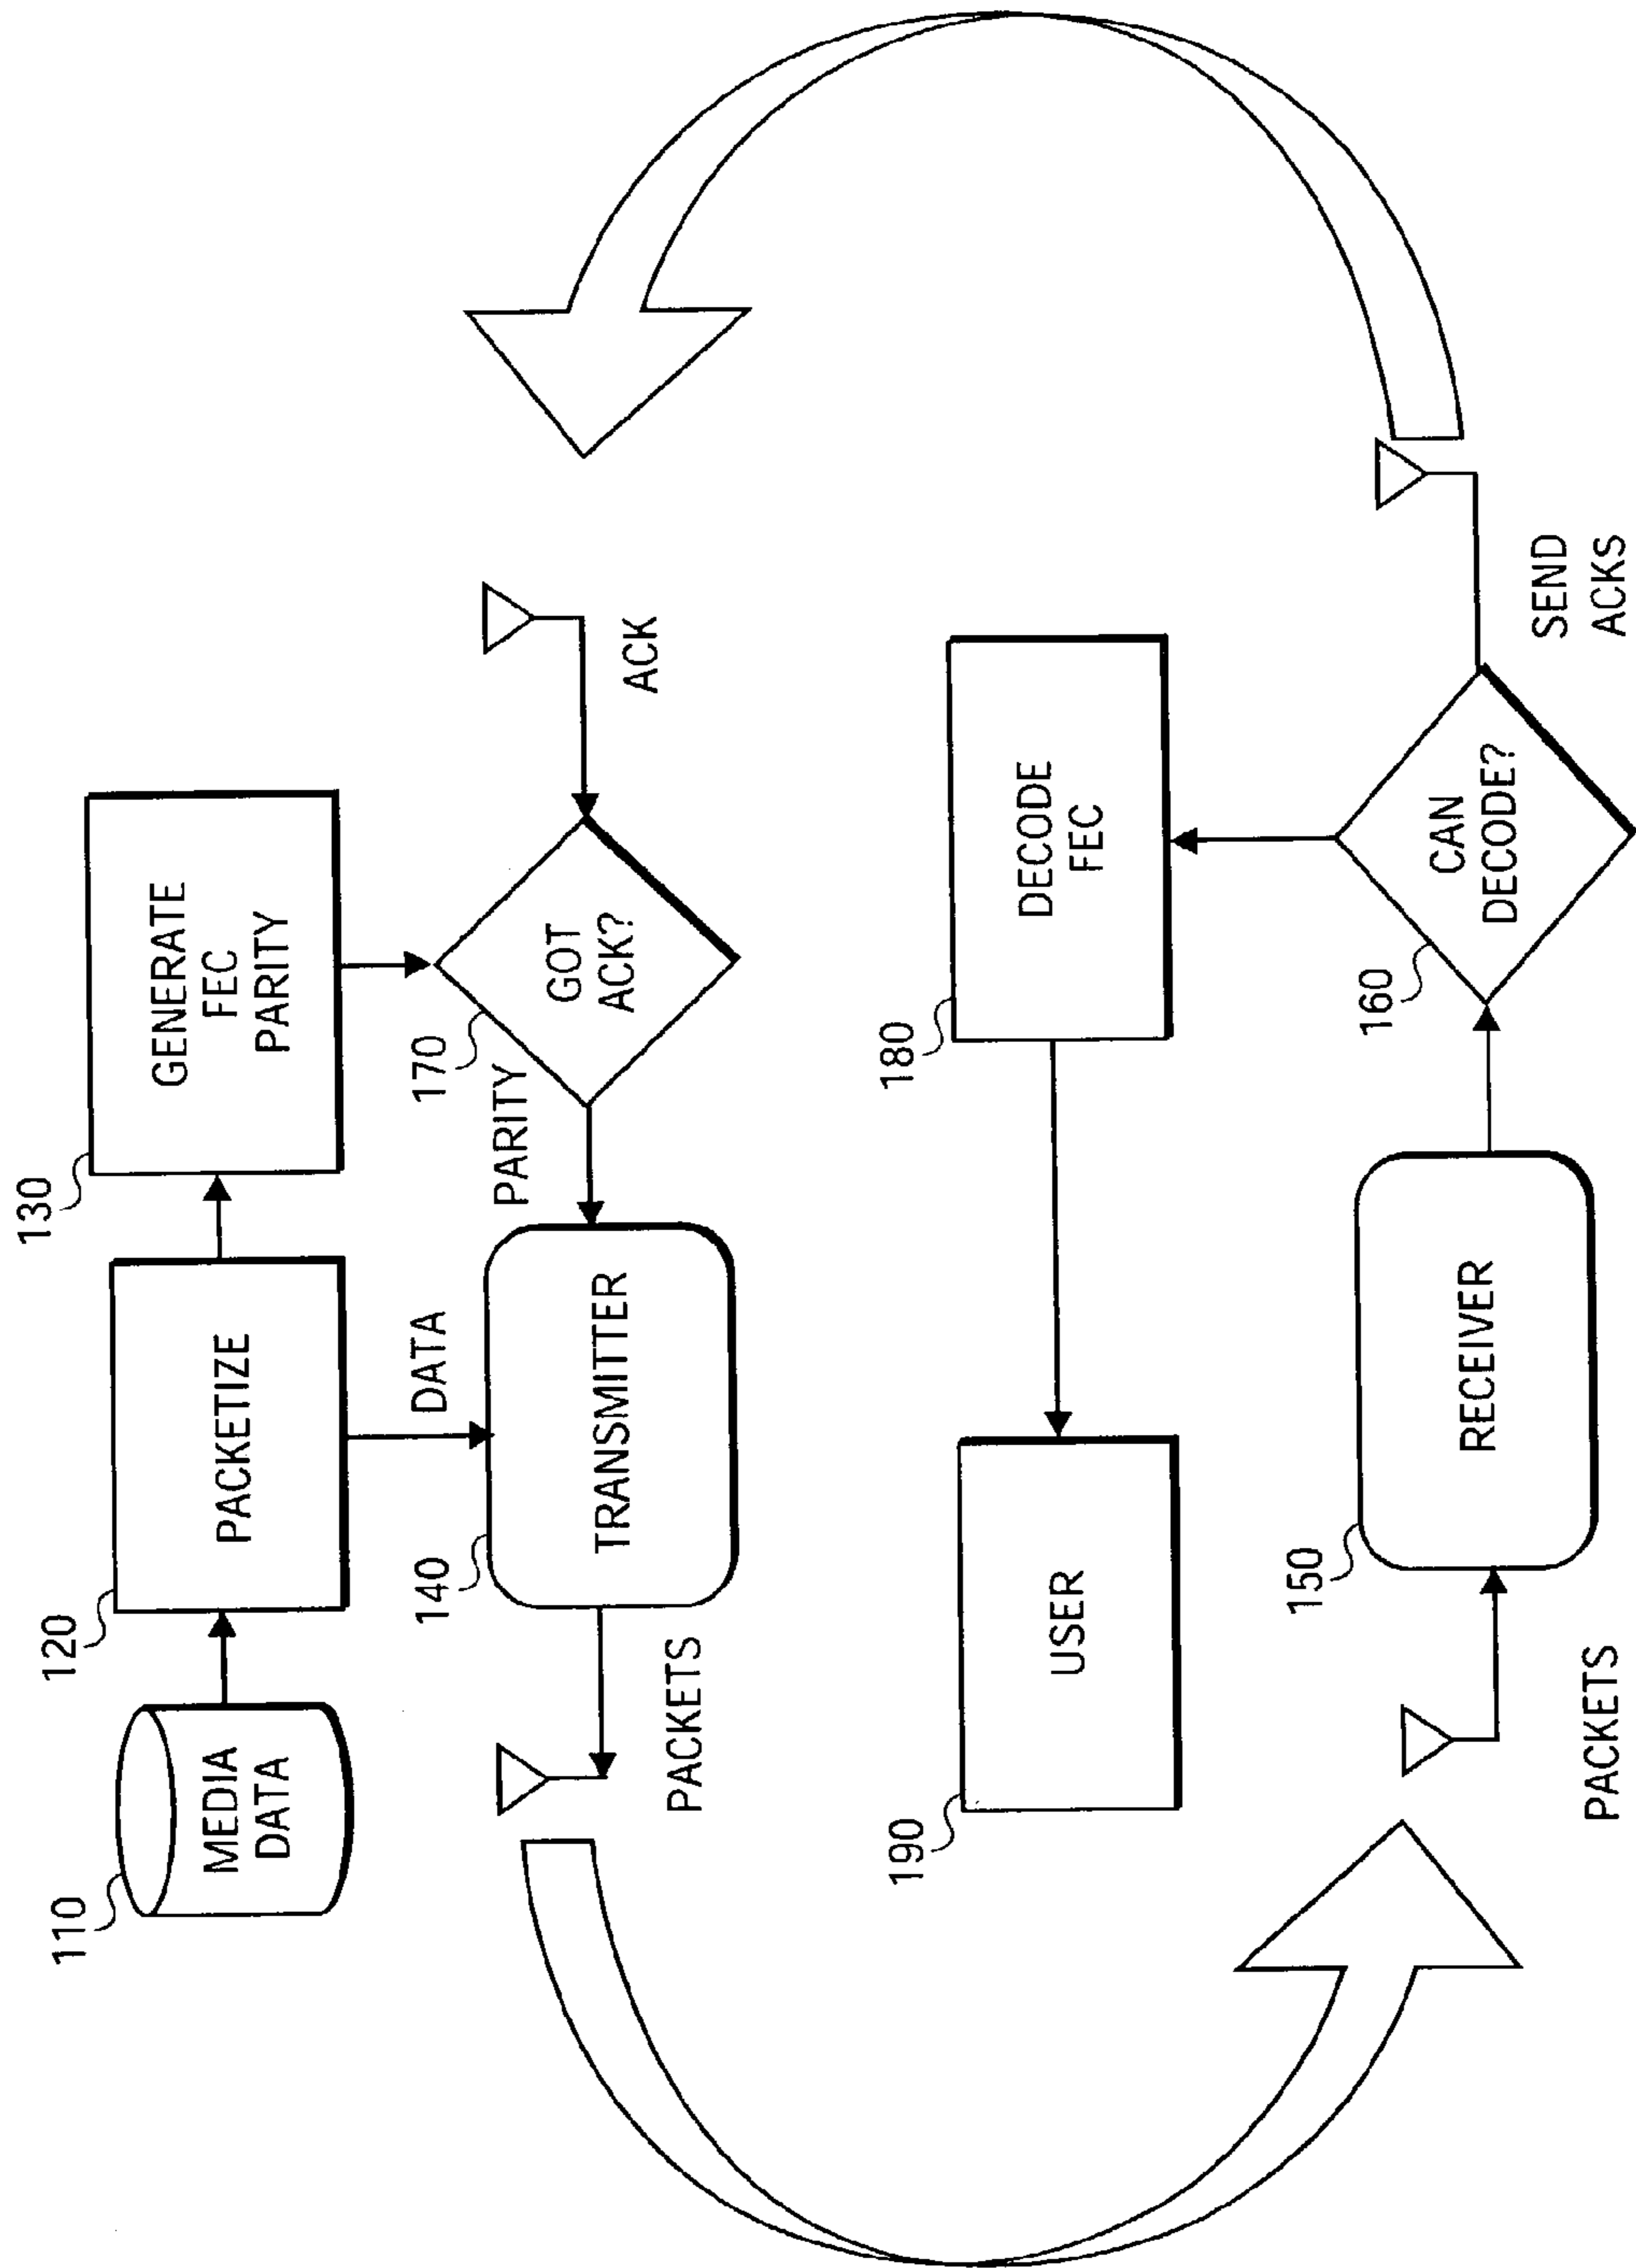 110
MEDIA
DATA
120
PACKETIZE
130
GENERATE
FEC
PARITY
DATA
140
TRANSMITTER
PARITY
170
GOT
ACK?
ACK
PACKETS
190
USER
180
DECODE
FEC
PACKETS
150
RECEIVER
160
CAN
DECODE?
SEND
ACKS